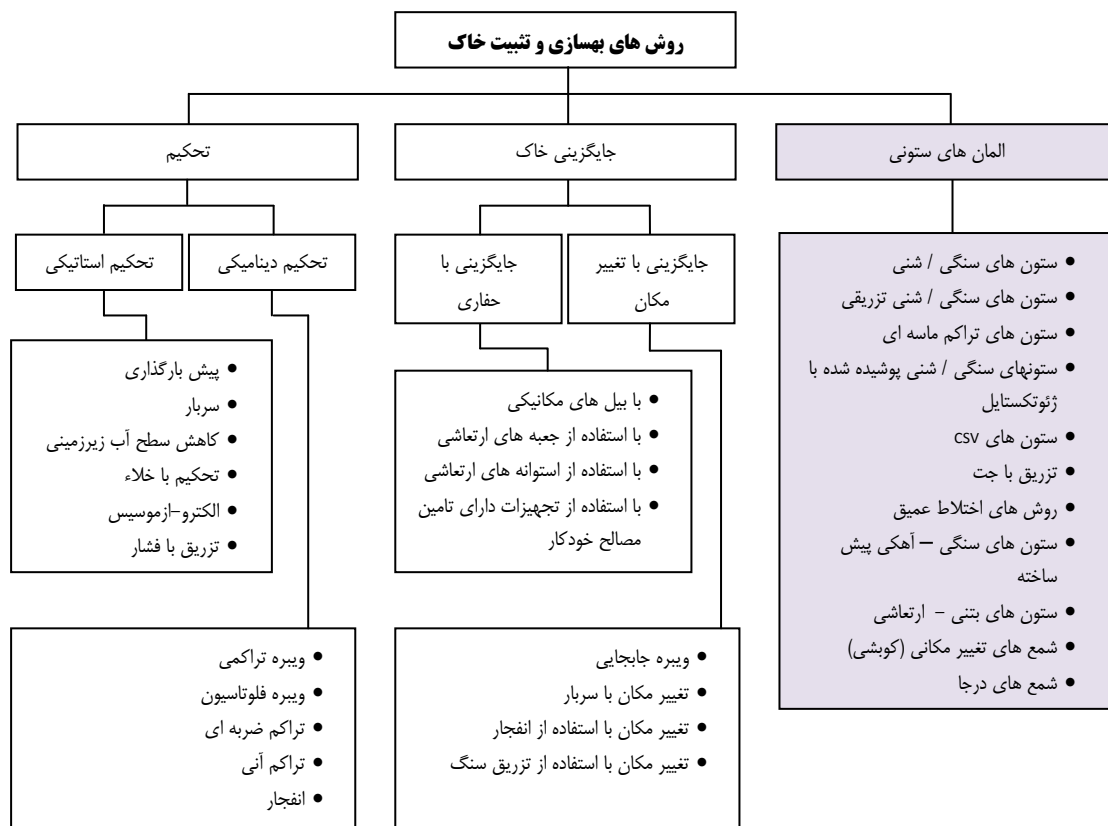 روش های بهسازی و تثبیت خاک
المان های ستونی
جایگزینی خاک
تحکیم
جایگزینی با تغییر
مکان
جایگزینی با
حفاری
تحکیم دینامیکی
تحکیم استاتیکی
• ستون های سنگی / شنی
• ستون های سنگی / شنی تزریقی
• ستون های تراکم ماسه ای
• ستونهای سنگی / شنی پوشیده شده با
ژئوتکستایل
• ستون های csv
• تزریق با جت
• روش های اختلاط عمیق
• ستون های سنگی – آهکی پیش
ساخته
• ستون های بتنی - ارتعاشی
• شمع های تغییر مکانی (کوبشی)
• شمع های درجا
• با بیل های مکانیکی
• با استفاده از جعبه های ارتعاشی
• با استفاده از استوانه های ارتعاشی
• با استفاده از تجهیزات دارای تامین
مصالح خودکار
• پیش بارگذاری
• سربار
• کاهش سطح آب زیرزمینی
• تحکیم با خلاء
• الکترو-ازموسیس
• تزریق با فشار
• ویبره جابجایی
• تغییر مکان با سربار
• تغییر مکان با استفاده از انفجار
• تغییر مکان با استفاده از تزریق سنگ
• ویبره تراکمی
• ویبره فلوتاسیون
• تراکم ضربه ای
• تراکم آنی
• انفجار